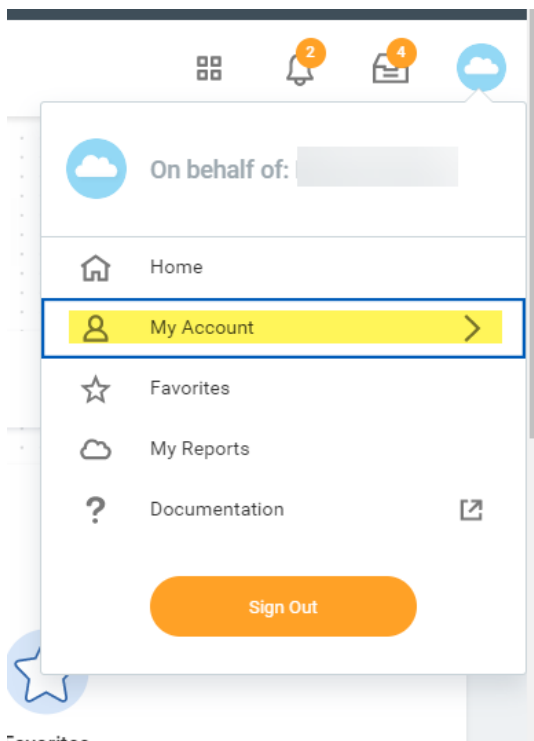 2
4
On behalf of:
Home
My Account
Favorites
My Reports
Documentation
Sign Out